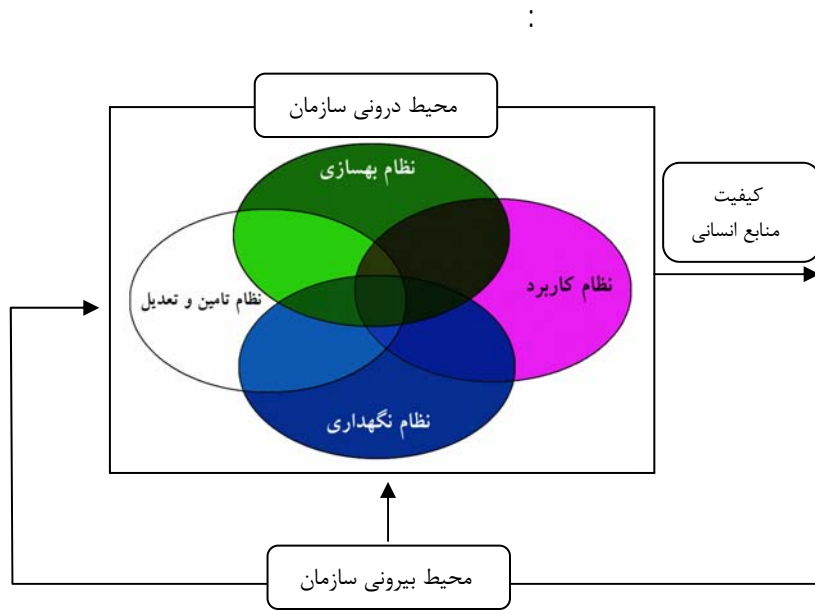 :
محیط درونی سازمان
نظام بهسازی
کیفیت
منابع انسانی
نظام کاربرد
نظام تامین و تعدیل
نظام نگهداری
محیط بیرونی سازمان